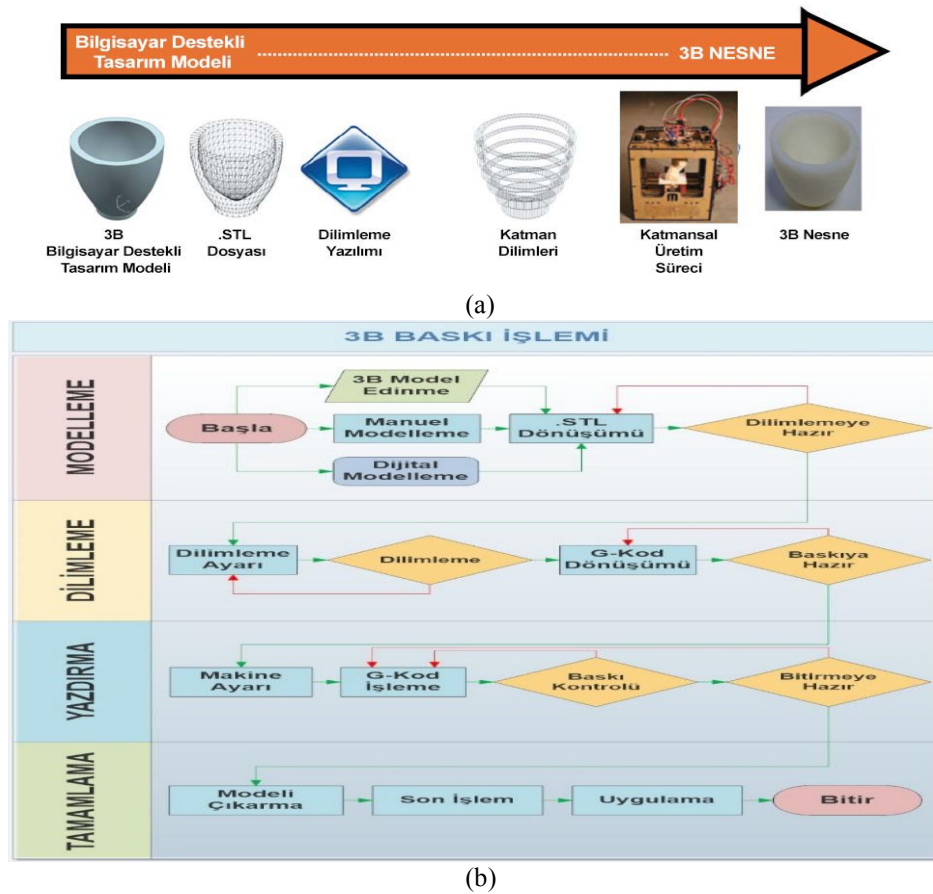 Bilgisayar Destekli
Tasarım Modeli
3B NESNE
3B
Bilgisayar Destekli
Tasarım Modeli
.STL
Dosyası
Dilimleme
Yazılımı
Katman
Dilimleri
Katmansal
Üretim
Süreci
3B Nesne
(a)
3B BASKI İŞLEMİ
MODELLEME
Başla
3B Model
Edinme
Manuel
Modelleme
Dijital
Modelleme
.STL
Dönüşümü
Dilimlemeye
Hazır
DİLİMLEME
Dilimleme
Ayarı
Dilimleme
G-Kod
Dönüşümü
Baskıya
Hazır
YAZDIRMA
Makine
Ayarı
G-Kod
İşleme
Baskı
Kontrolü
Bitirmeye
Hazır
TAMAMLAMA
Modeli
Çıkarma
Son İşlem
Uygulama
Bitir
(b)